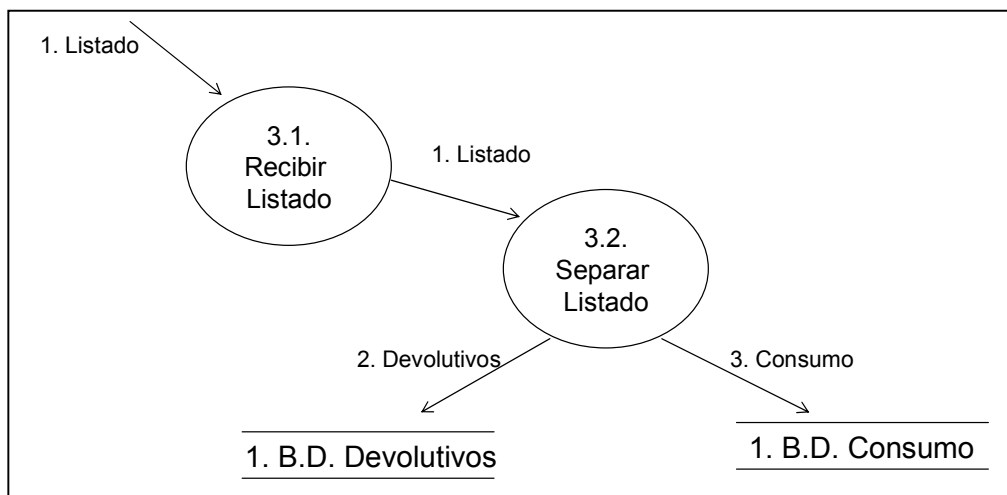 1. Listado
3.1.
Recibir
Listado
1. Listado
3.2.
Separar
Listado
2. Devolutivos
3. Consumo
1. B.D. Devolutivos
1. B.D. Consumo